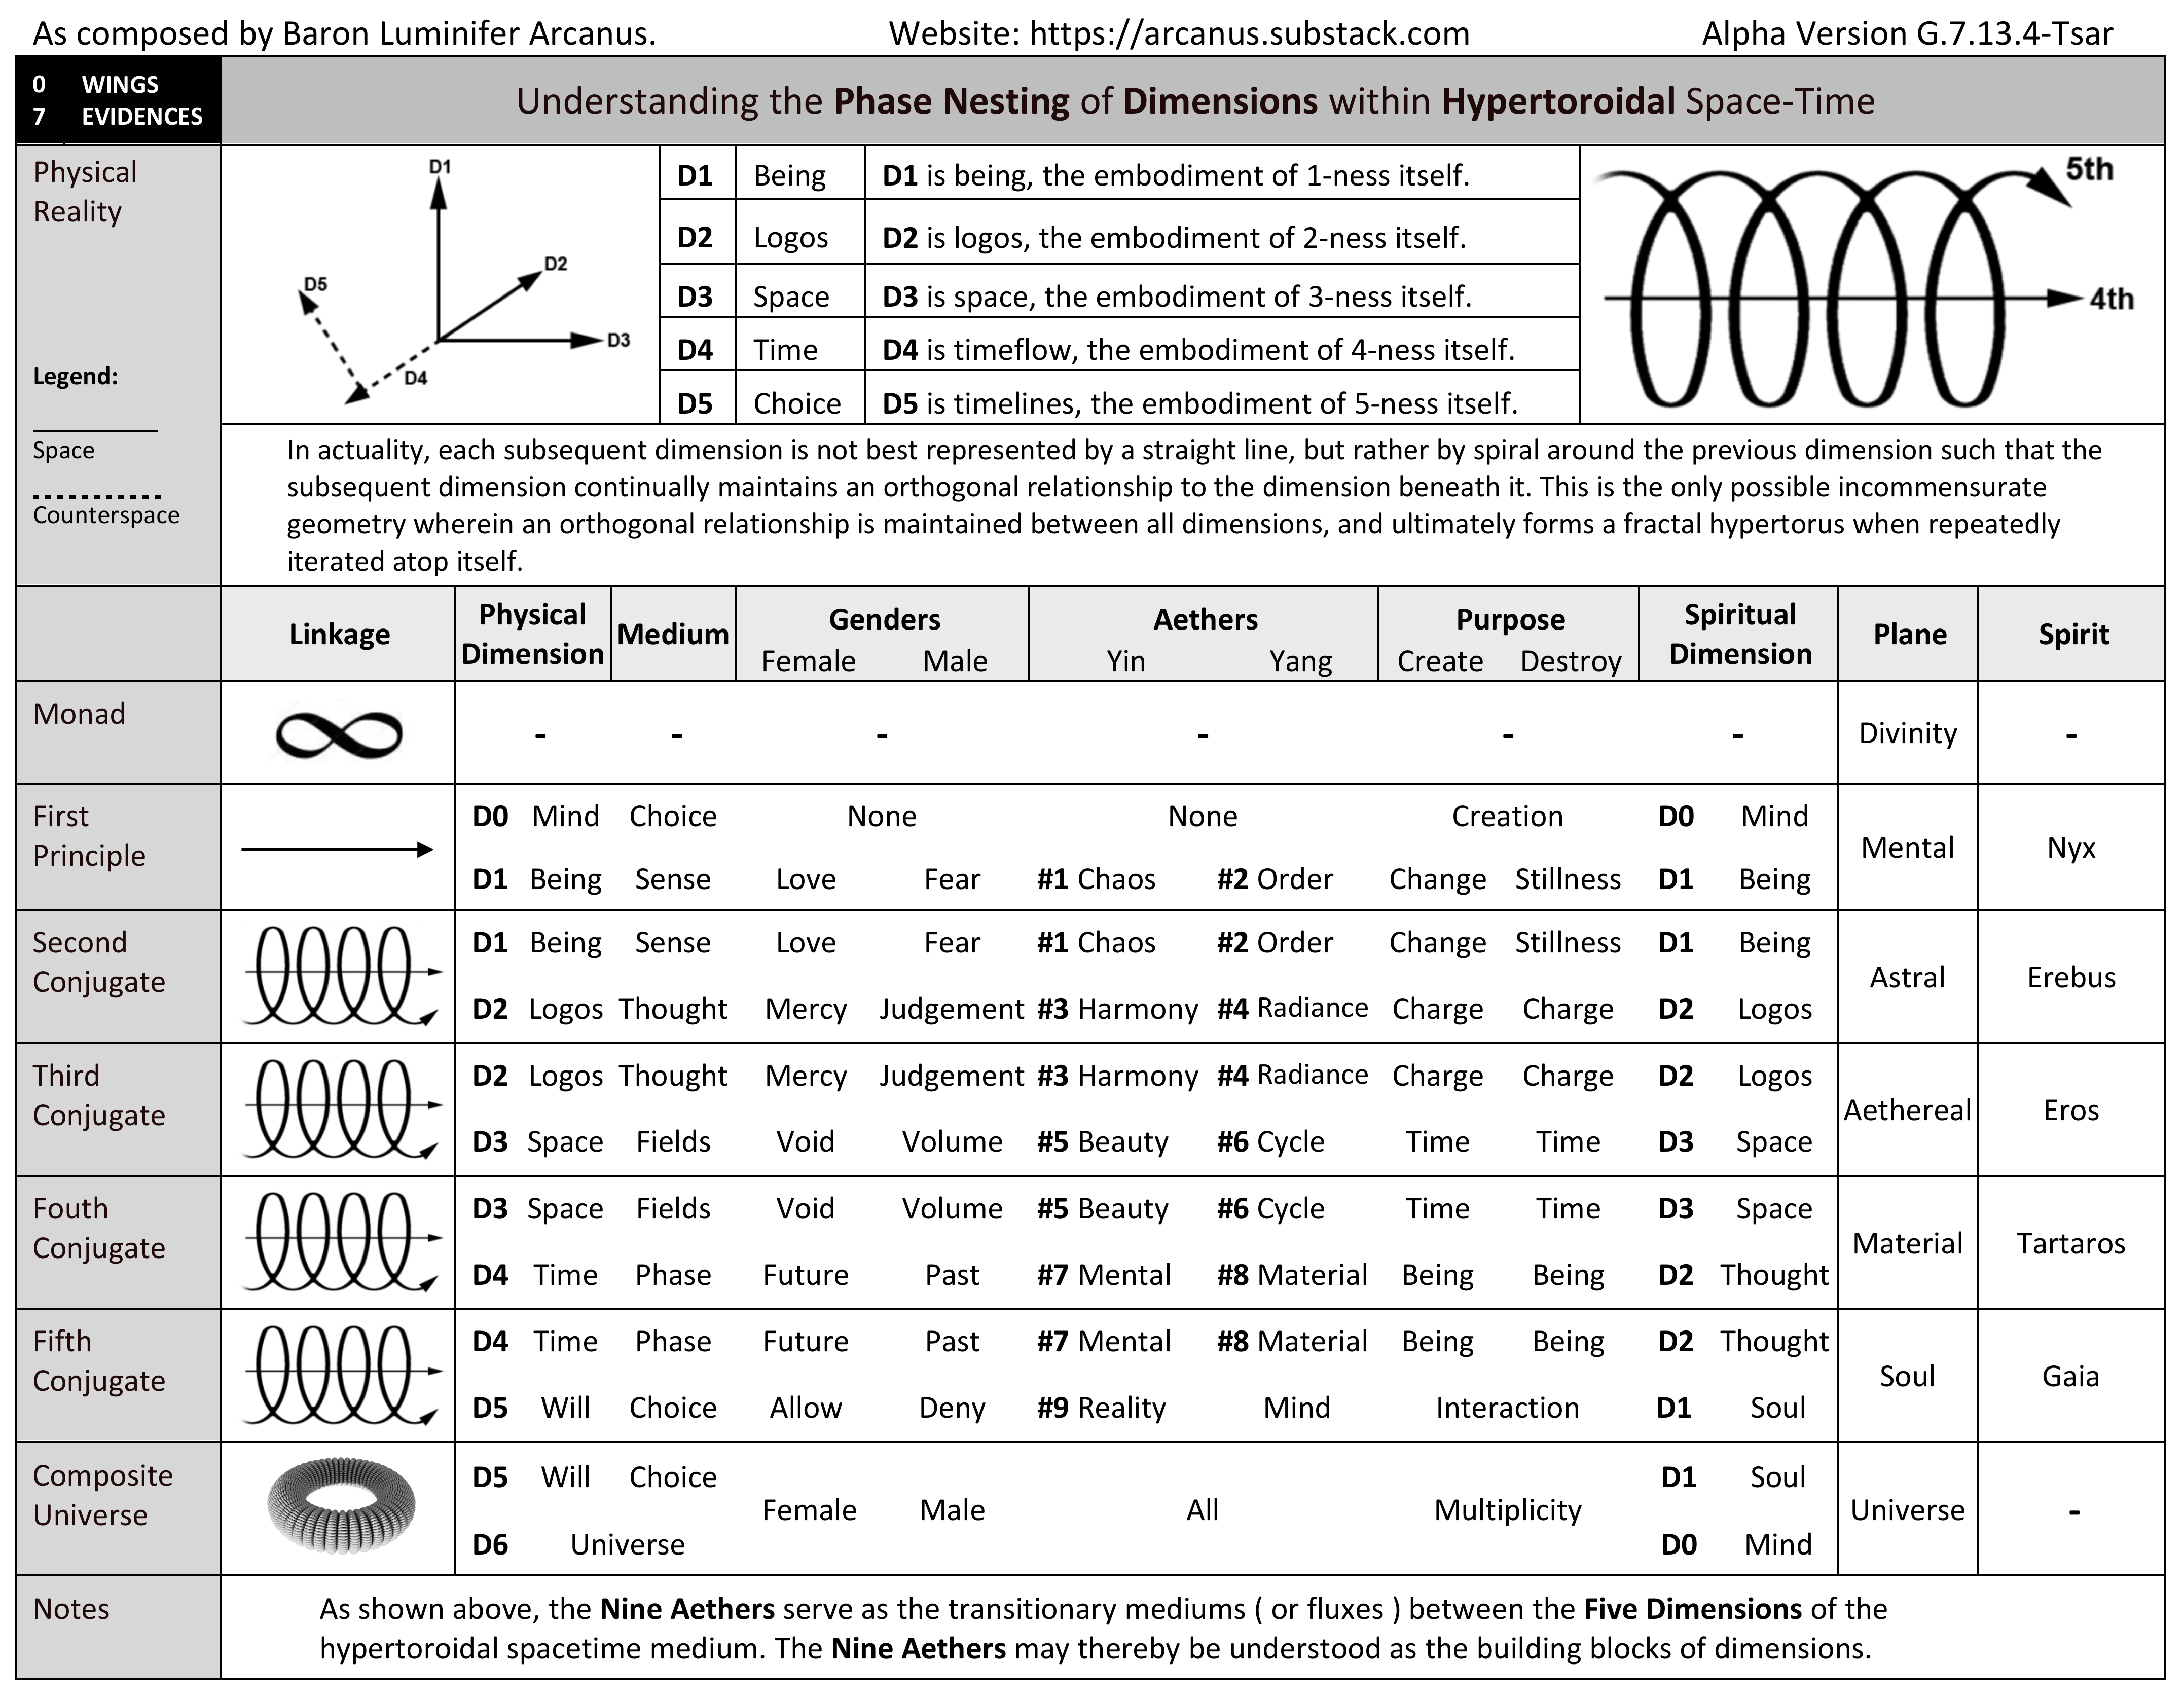 As composed by Baron Luminifer Arcanus. Website: https://arcanus.substack.com Alpha Version G.7.13.4-Tsar
0 WINGS
7 EVIDENCES
Understanding the Phase Nesting of Dimensions within Hypertoroidal Space-Time
Physical
Reality
Legend:
Space
Counterspace
D1
D2
D3
D4
D5
D1 Being D1 is being, the embodiment of 1-ness itself.
D2 Logos D2 is logos, the embodiment of 2-ness itself.
D3 Space D3 is space, the embodiment of 3-ness itself.
D4 Time D4 is timeflow, the embodiment of 4-ness itself.
D5 Choice D5 is timelines, the embodiment of 5-ness itself.
5th
4th
In actuality, each subsequent dimension is not best represented by a straight line, but rather by spiral around the previous dimension such that the
subsequent dimension continually maintains an orthogonal relationship to the dimension beneath it. This is the only possible incommensurate
geometry wherein an orthogonal relationship is maintained between all dimensions, and ultimately forms a fractal hypertorus when repeatedly
iterated atop itself.
Linkage
Physical
Dimension
Medium
Genders
Female Male
Aethers
Yin Yang
Purpose
Create Destroy
Spiritual
Dimension
Plane
Spirit
Monad
- - - - - - Divinity -
First
Principle
D0 Mind Choice None None Creation D0 Mind
D1 Being Sense Love Fear #1 Chaos #2 Order Change Stillness D1 Being
Mental
Nyx
Second
Conjugate
D1 Being Sense Love Fear #1 Chaos #2 Order Change Stillness D1 Being
D2 Logos Thought Mercy Judgement #3 Harmony #4 Radiance Charge Charge D2 Logos
Astral
Erebus
Third
Conjugate
D2 Logos Thought Mercy Judgement #3 Harmony #4 Radiance Charge Charge D2 Logos
D3 Space Fields Void Volume #5 Beauty #6 Cycle Time Time D3 Space
Aethereal
Eros
Fouth
Conjugate
D3 Space Fields Void Volume #5 Beauty #6 Cycle Time Time D3 Space
D4 Time Phase Future Past #7 Mental #8 Material Being Being D2 Thought
Material
Tartaros
Fifth
Conjugate
D4 Time Phase Future Past #7 Mental #8 Material Being Being D2 Thought
D5 Will Choice Allow Deny #9 Reality Mind Interaction D1 Soul
Soul
Gaia
Composite
Universe
D5 Will Choice D1 Soul
Female Male All Multiplicity
D6 Universe D0 Mind
Universe
-
Notes
As shown above, the Nine Aethers serve as the transitionary mediums ( or fluxes ) between the Five Dimensions of the
hypertoroidal spacetime medium. The Nine Aethers may thereby be understood as the building blocks of dimensions.